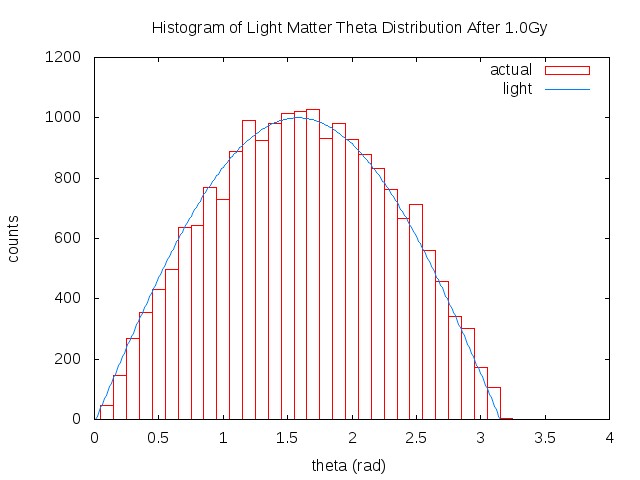 Histogram of Light Matter Theta Distribution After 1.0Gy
1200
1000
800
600
400
200
0
counts
actual
light
0 0.5 1 1.5 2 2.5 3 3.5 4
theta (rad)